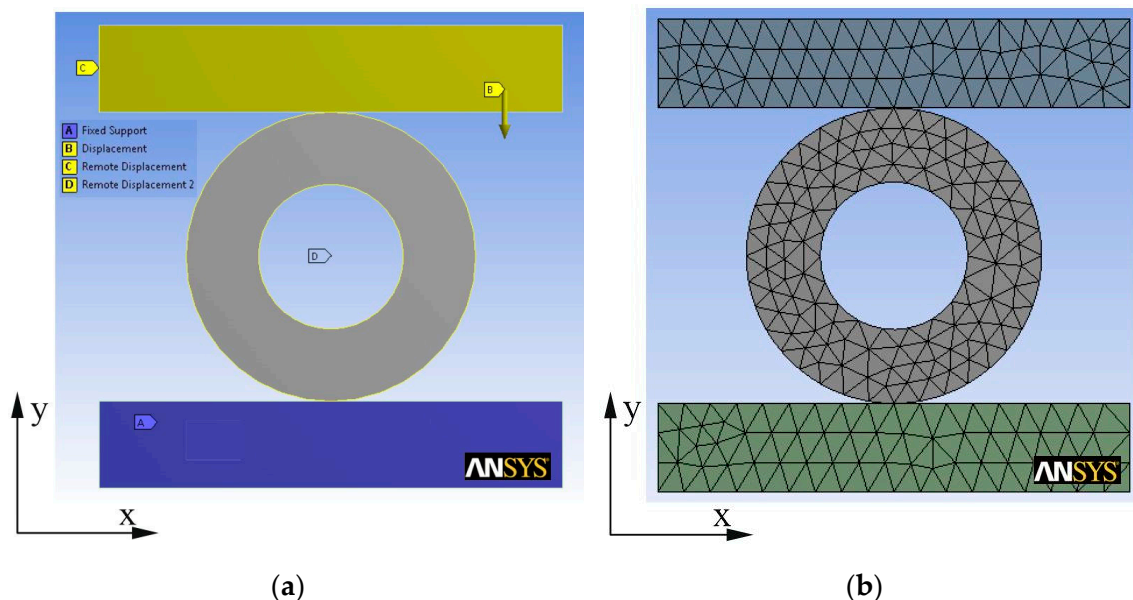 C
B
A Fixed Support
B Displacement
C Remote Displacement
D Remote Displacement 2
D
A
y
ANSYS
x
(a)
y
ANSYS
x
(b)